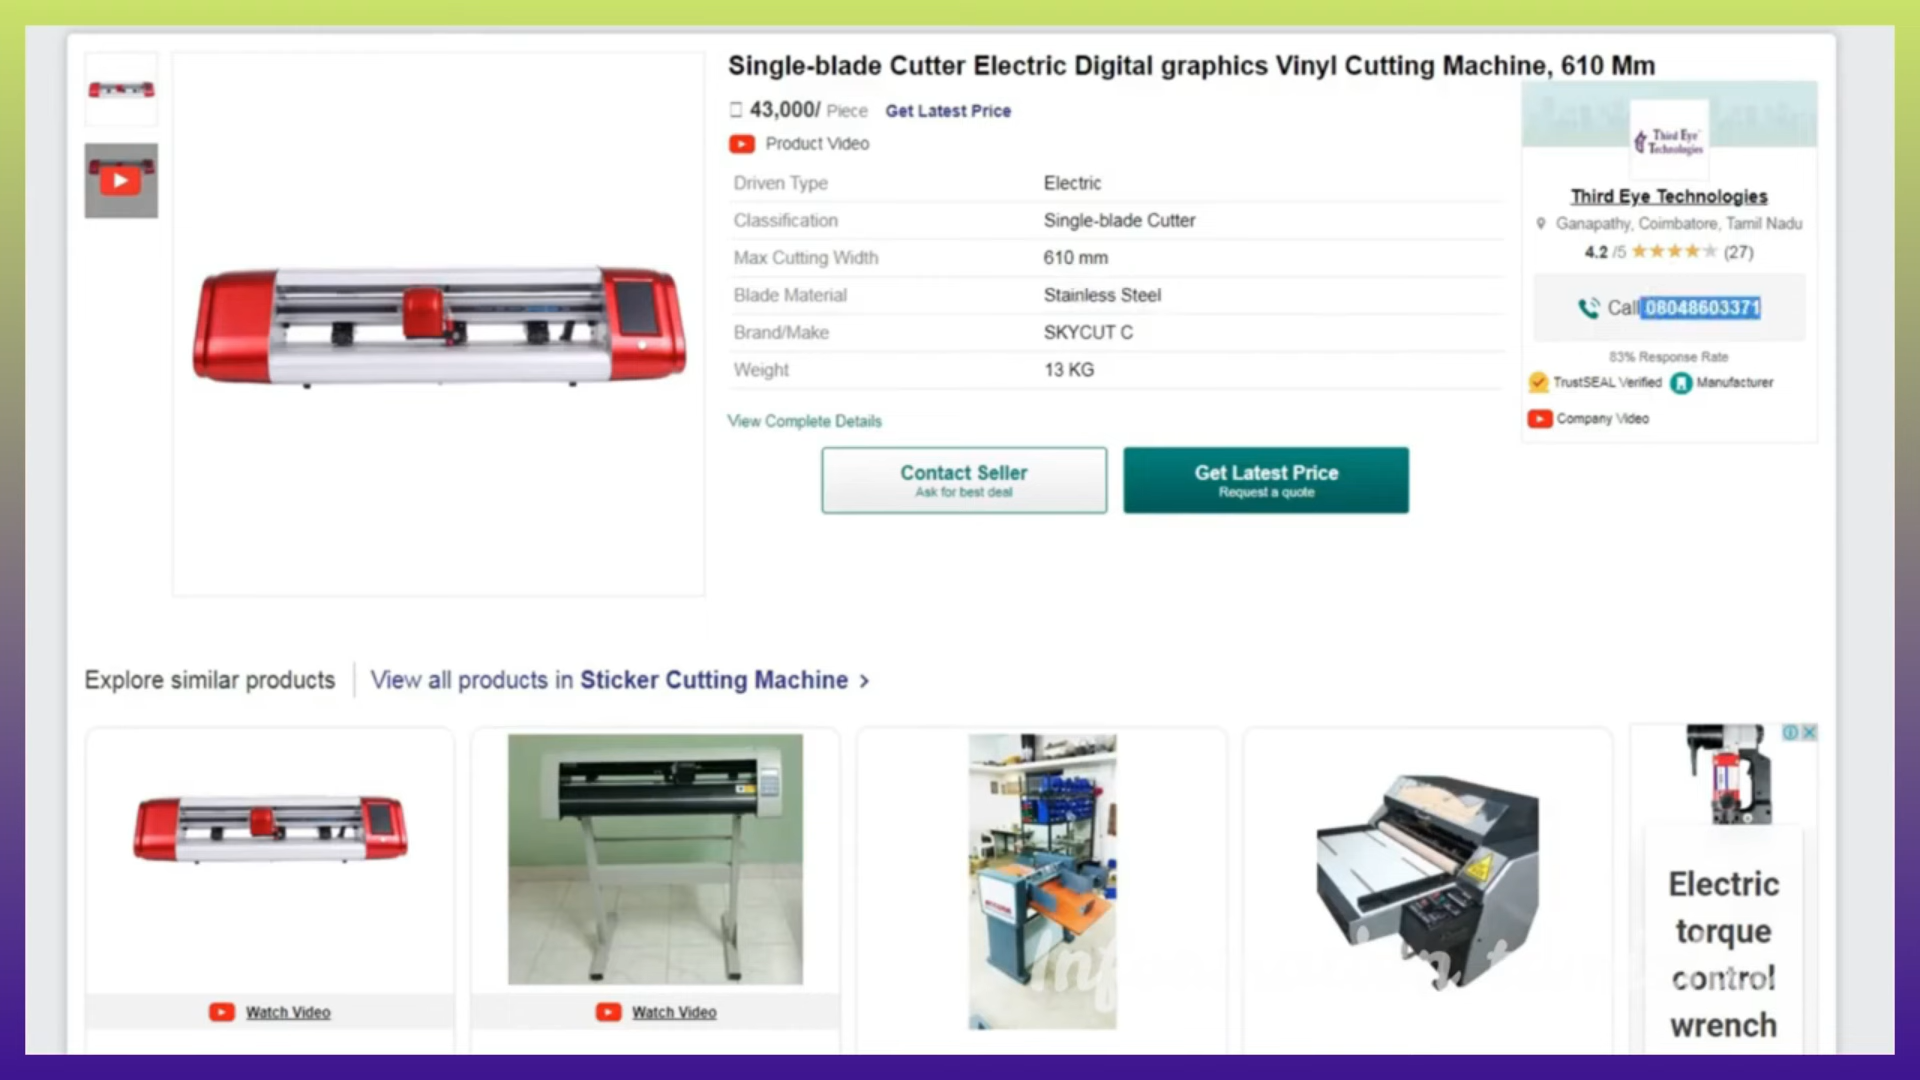 Single-blade Cutter Electric Digital graphics Vinyl Cutting Machine, 610 Mm
43,000/ Piece Get Latest Price
Product Video
Driven Type Electric
Classification Single-blade Cutter
Max Cutting Width 610 mm
Blade Material Stainless Steel
Brand/Make SKYCUT C
Weight 13 KG
View Complete Details
Contact Seller
Ask for best deal
Get Latest Price
Request a quote
Third Eye
Technologies
Third Eye Technologies
Ganapathy, Coimbatore, Tamil Nadu
4.2 /5 (27)
Call 08048603371
83% Response Rate
TrustSEAL Verified Manufacturer
Company Video
Explore similar products View all products in Sticker Cutting Machine >
Watch Video
Watch Video
Electric
torque
control
wrench